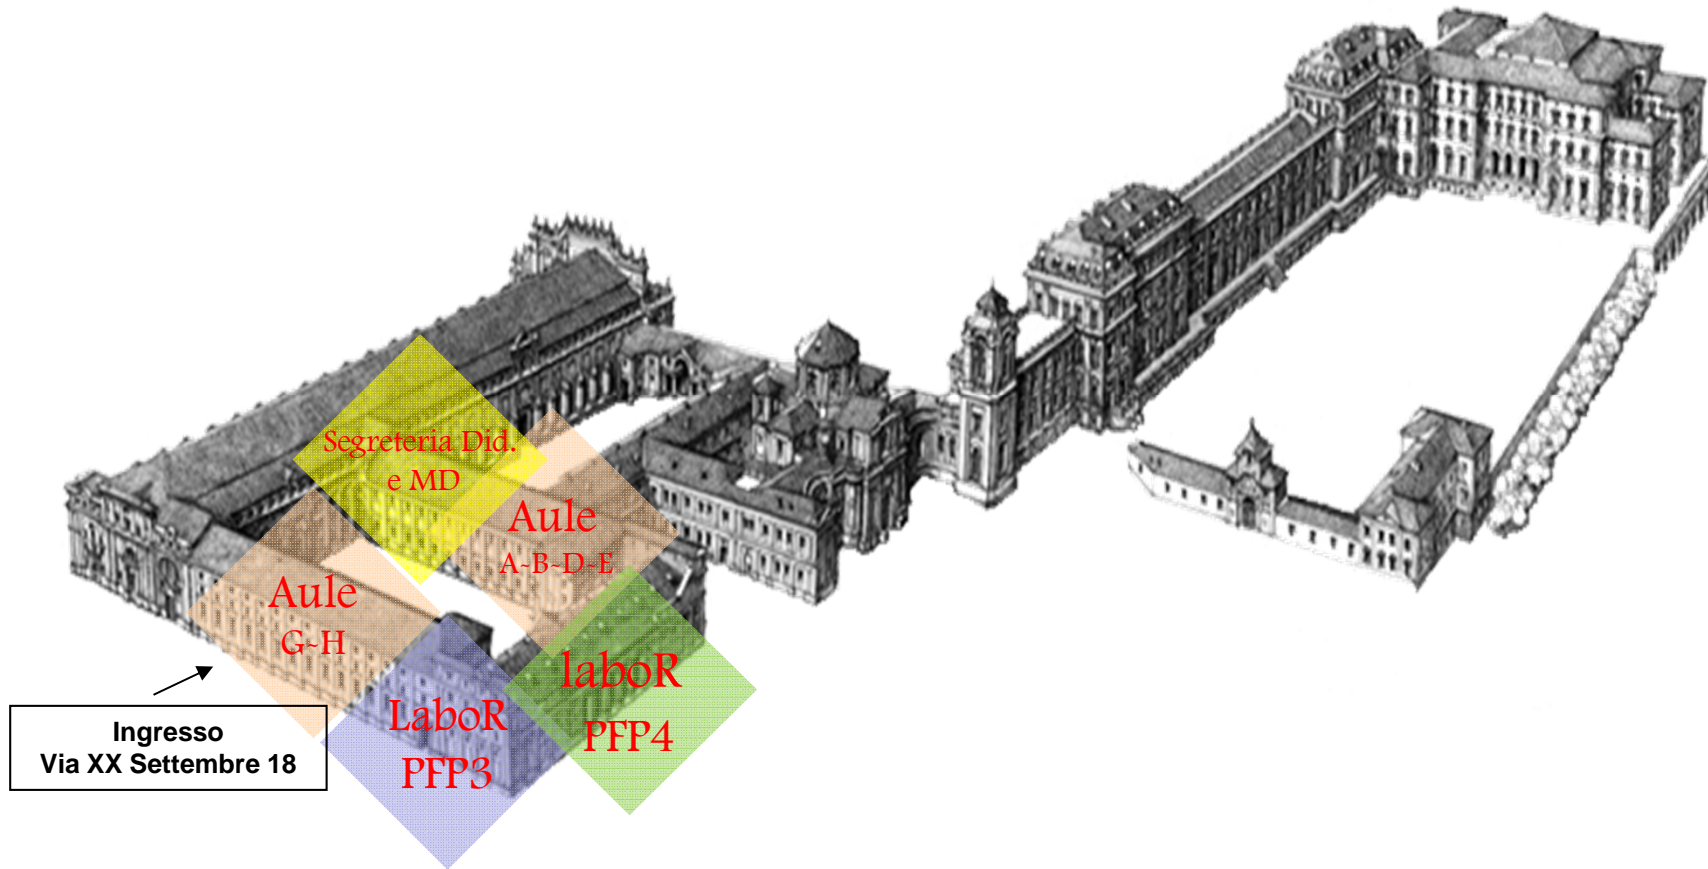 Segreteria Did.
e MD
Aule
A~B~D~E
Aule
G~H
laboR
PFP4
LaboR
PFP3
Ingresso
Via XX Settembre 18